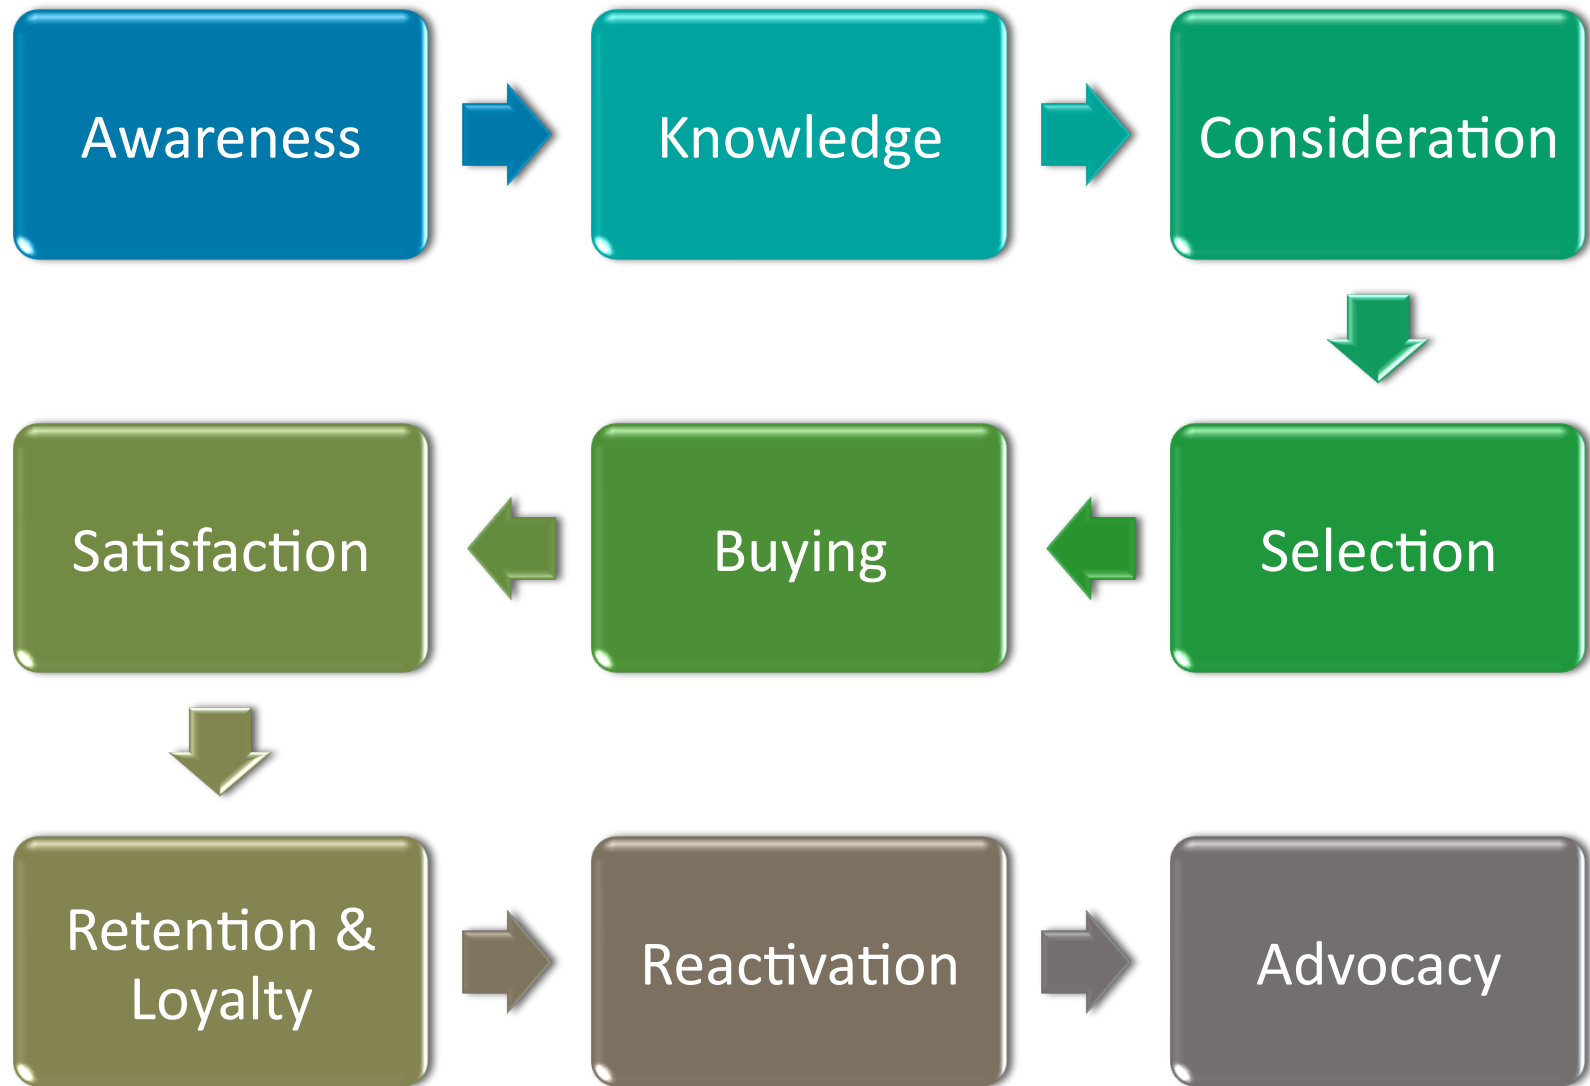 Awareness
Knowledge
Consideration
Selection
Buying
Satisfaction
Retention &
Loyalty
Reactivation
Advocacy